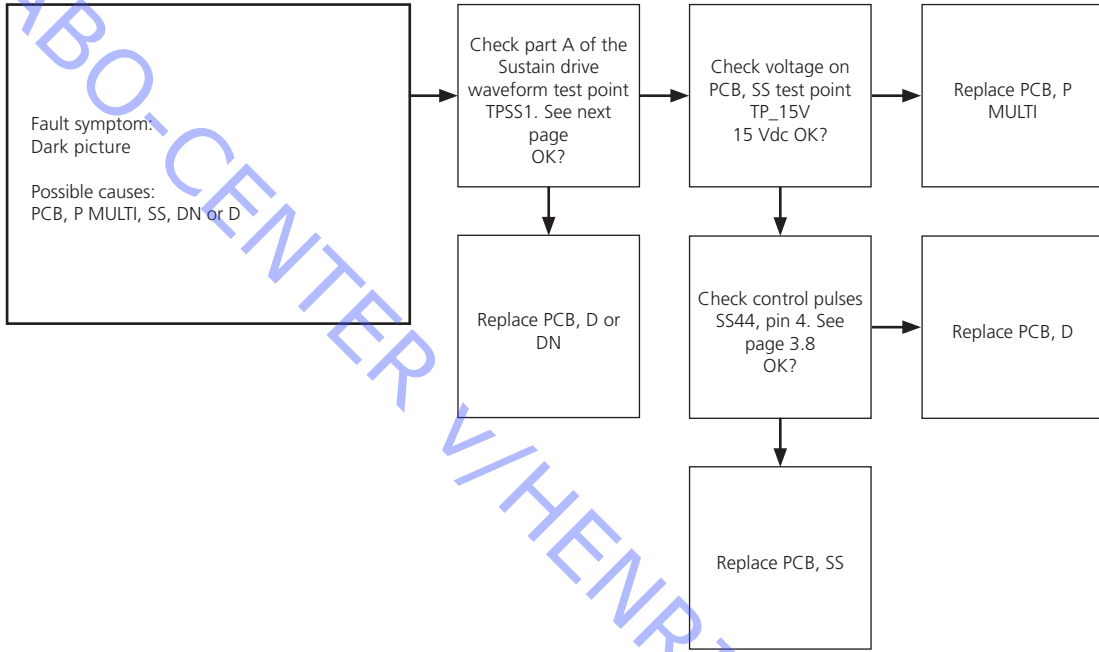 Fault symptom:
Dark picture
Possible causes:
PCB, P MULTI, SS, DN or D
Check part A of the
Sustain drive
waveform test point
TPSS1. See next
page
OK?
Check voltage on
PCB, SS test point
TP_15V
15 Vdc OK?
Replace PCB, P
MULTI
Replace PCB, D or
DN
Check control pulses
SS44, pin 4. See
page 3.8
OK?
Replace PCB, D
Replace PCB, SS
ABO-CENTER v/HENR